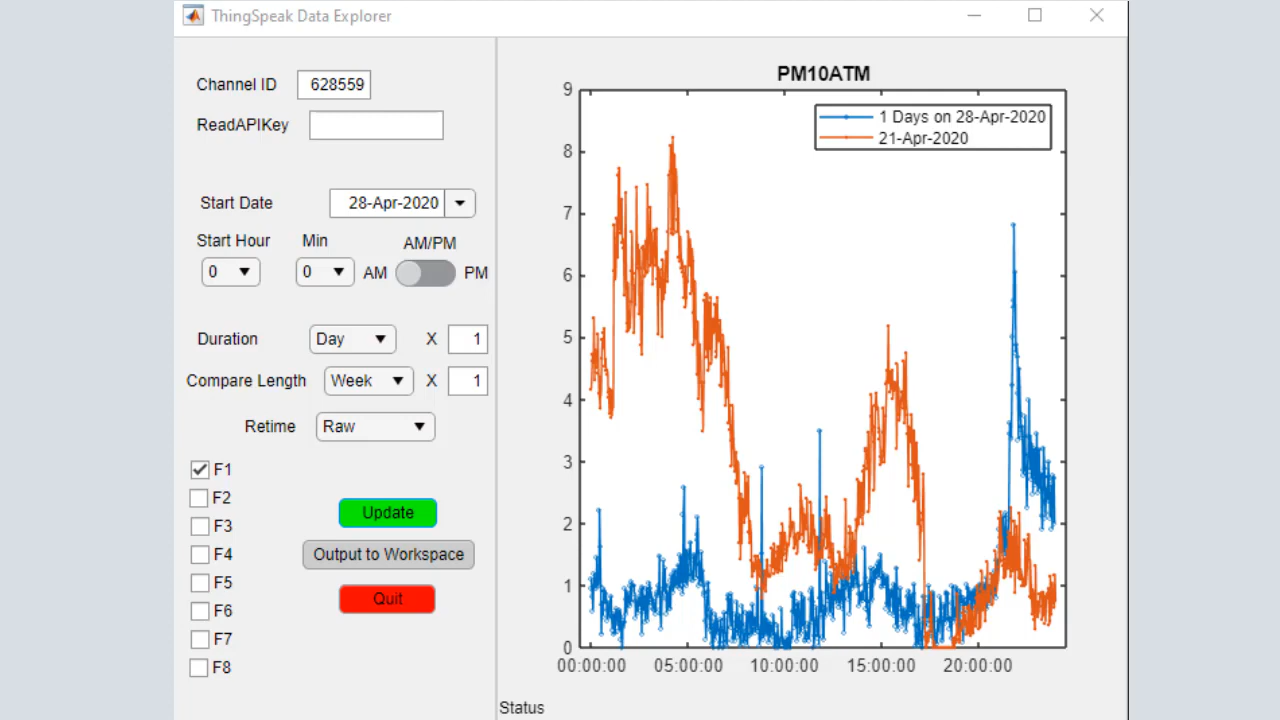 ThingSpeak Data Explorer
Channel ID 628559
ReadAPIKey
Start Date 28-Apr-2020
Start Hour Min AM/PM
0 0 AM PM
Duration Day X 1
Compare Length Week X 1
Retime Raw
F1
F2
F3
F4
F5
F6
F7
F8
Update
Output to Workspace
Quit
PM10ATM
1 Days on 28-Apr-2020
21-Apr-2020
9
8
7
6
5
4
3
2
1
0
00:00:00 05:00:00 10:00:00 15:00:00 20:00:00
Status